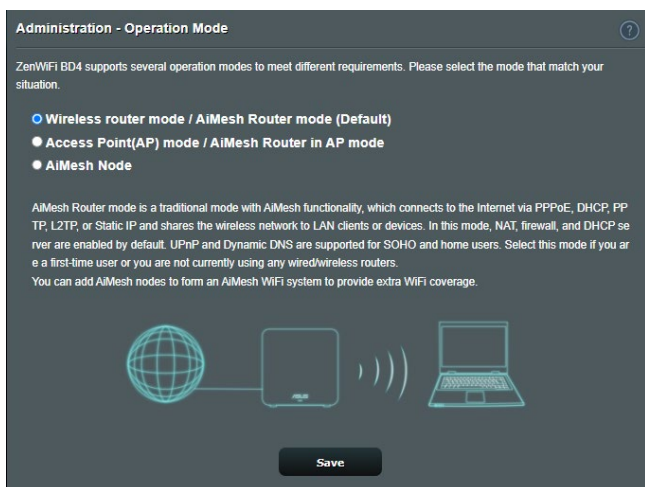 Administration - Operation Mode
?
ZenWiFi BD4 supports several operation modes to meet different requirements. Please select the mode that match your
situation.
Wireless router mode / AiMesh Router mode (Default)
Access Point(AP) mode / AiMesh Router in AP mode
AiMesh Node
AiMesh Router mode is a traditional mode with AiMesh functionality, which connects to the Internet via PPPoE, DHCP, PP
TP, L2TP, or Static IP and shares the wireless network to LAN clients or devices. In this mode, NAT, firewall, and DHCP se
rver are enabled by default. UPnP and Dynamic DNS are supported for SOHO and home users. Select this mode if you ar
e a first-time user or you are not currently using any wired/wireless routers.
You can add AiMesh nodes to form an AiMesh WiFi system to provide extra WiFi coverage.
ASUS
Save